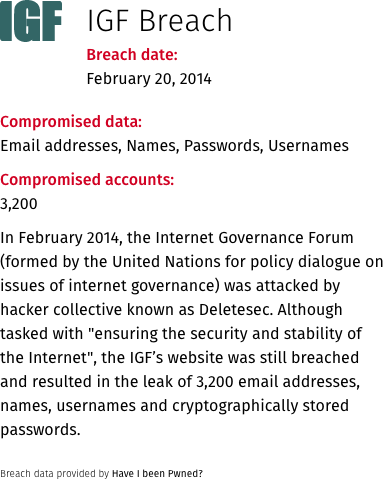 IGF
IGF Breach
Breach date:
February 20, 2014
Compromised data:
Email addresses, Names, Passwords, Usernames
Compromised accounts:
3,200
In February 2014, the Internet Governance Forum
(formed by the United Nations for policy dialogue on
issues of internet governance) was attacked by
hacker collective known as Deletesec. Although
tasked with "ensuring the security and stability of
the Internet", the IGF’s website was still breached
and resulted in the leak of 3,200 email addresses,
names, usernames and cryptographically stored
passwords.
Breach data provided by Have I been Pwned?